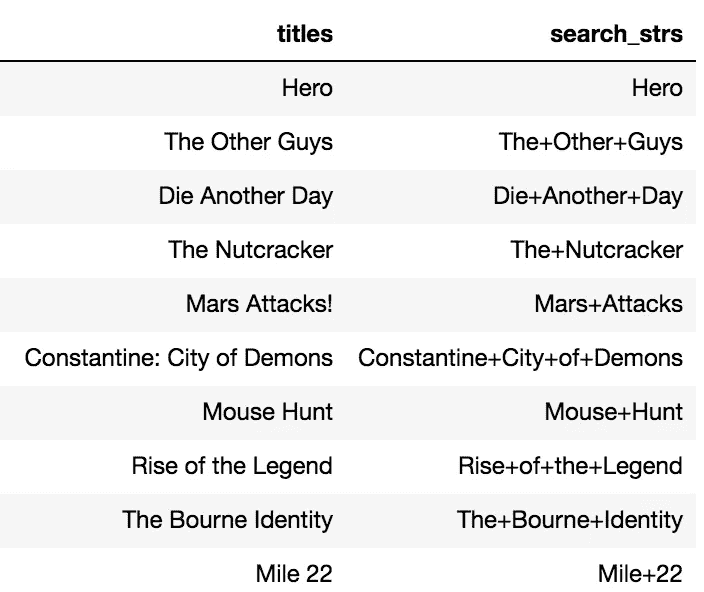 titles search_strs
Hero Hero
The Other Guys The+Other+Guys
Die Another Day Die+Another+Day
The Nutcracker The+Nutcracker
Mars Attacks! Mars+Attacks
Constantine: City of Demons Constantine+City+of+Demons
Mouse Hunt Mouse+Hunt
Rise of the Legend Rise+of+the+Legend
The Bourne Identity The+Bourne+Identity
Mile 22 Mile+22